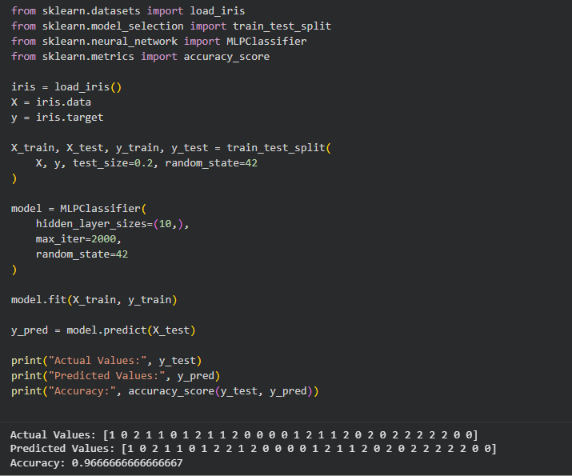 from sklearn.datasets import load_iris
from sklearn.model_selection import train_test_split
from sklearn.neural_network import MLPClassifier
from sklearn.metrics import accuracy_score

iris = load_iris()
X = iris.data
y = iris.target

X_train, X_test, y_train, y_test = train_test_split(
    X, y, test_size=0.2, random_state=42
)

model = MLPClassifier(
    hidden_layer_sizes=(10,),
    max_iter=2000,
    random_state=42
)

model.fit(X_train, y_train)

y_pred = model.predict(X_test)

print("Actual Values:", y_test)
print("Predicted Values:", y_pred)
print("Accuracy:", accuracy_score(y_test, y_pred))

Actual Values: [1 0 2 1 1 0 1 2 1 1 2 0 0 0 0 1 2 1 1 2 0 2 0 2 2 2 2 2 0 0]
Predicted Values: [1 0 2 1 1 0 1 2 2 1 2 0 0 0 0 1 2 1 1 2 0 2 0 2 2 2 2 2 0 0]
Accuracy: 0.9666666666666667